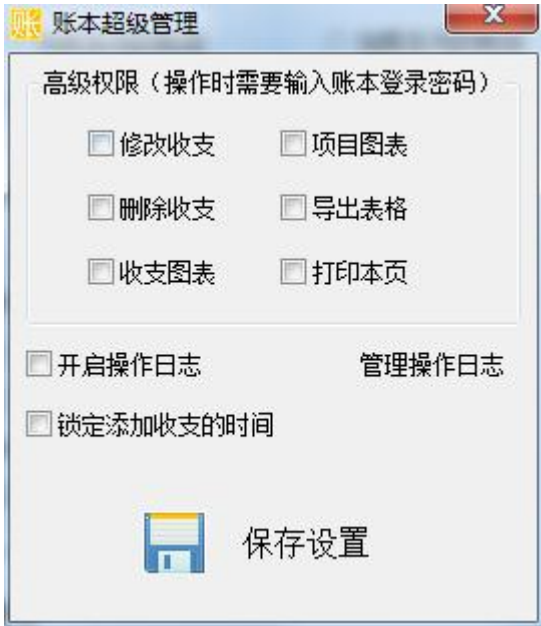 账 账本超级管理
高级权限（操作时需要输入账本登录密码）
修改收支 项目图表
删除收支 导出表格
收支图表 打印本页
开启操作日志 管理操作日志
锁定添加收支的时间
保存设置